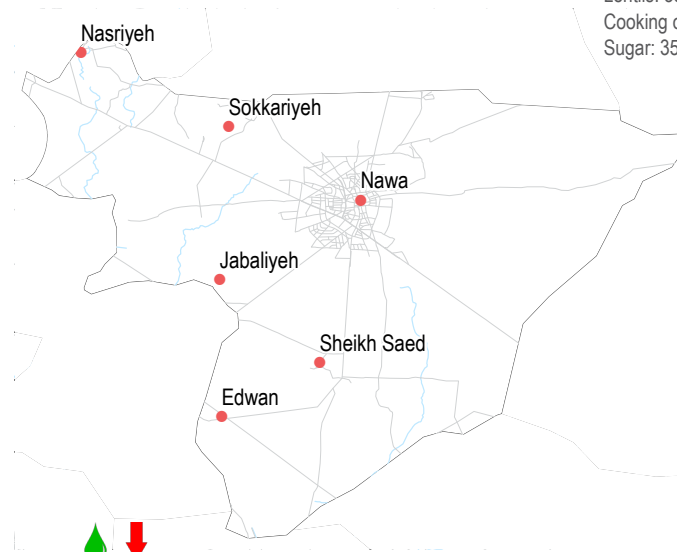 Cooking
Sugar: 35
Nasriyeh
Sokkariyeh
Nawa
Jabaliyeh
Sheikh Saed
Edwan